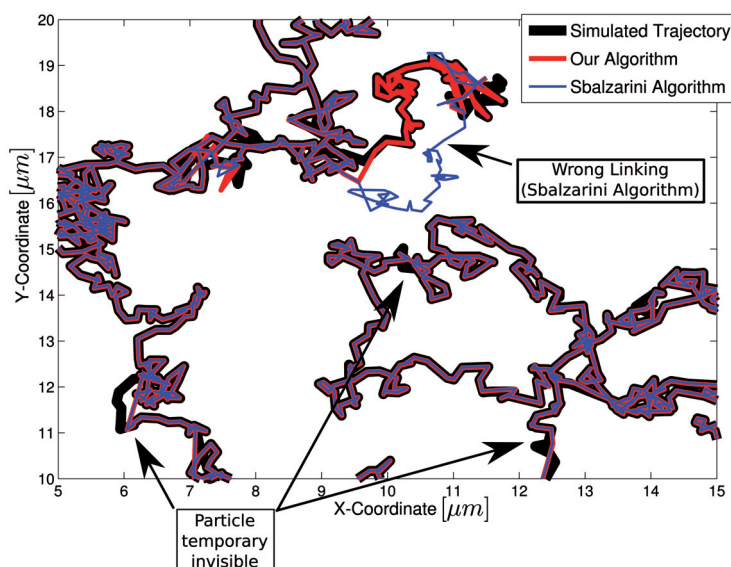 20
19
18
17
16
15
14
13
12
11
10
Y-Coordinate [µm]
Simulated Trajectory
Our Algorithm
Sbalzarini Algorithm
Wrong Linking
(Sbalzarini Algorithm)
5 6 7 8 9 10 11 12 13 14 15
X-Coordinate [µm]
Particle
temporary
invisible